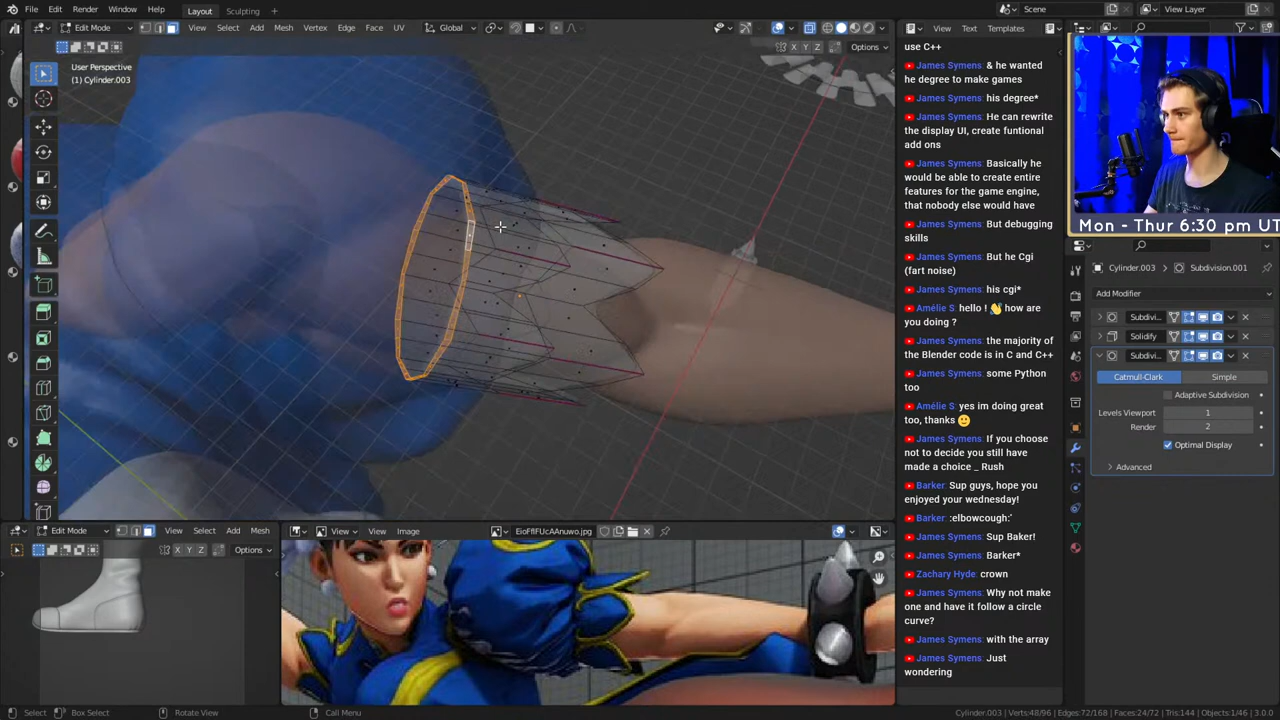 File Edit Render Window Help Layout Sculpting
Scene View Layer
Edit Mode View Select Add Mesh Vertex Edge Face UV Global
View Text Templates
X Y Z Options
User Perspective
(1) Cylinder.003
use C++
James Symens: & he wanted
he degree to make games
James Symens: his degree*
James Symens: He can rewrite
the display UI, create funtional
add ons
James Symens: Basically he
would be able to create entire
features for the game engine,
that nobody else would have
James Symens: But debugging
skills
James Symens: But he Cgi
(fart noise)
James Symens: his cgi*
Amélie S: hello ! 👋 how are
you doing ?
James Symens: the majority of
the Blender code is in C and C++
James Symens: some Python
too
Amélie S: yes im doing great
too, thanks 🙂
James Symens: If you choose
not to decide you still have
made a choice _ Rush
Barker: Sup guys, hope you
enjoyed your wednesday!
Barker: :elbowcough:'
James Symens: Sup Baker!
James Symens: Barker*
Zachary Hyde: crown
James Symens: Why not make
one and have it follow a circle
curve?
James Symens: with the array
James Symens: Just
wondering
Mon - Thur 6:30 pm UT
Cylinder.003 Subdivision.001
Add Modifier
Subdivi..
Solidify
Subdivi..
Catmull-Clark Simple
Adaptive Subdivision
Levels Viewport 1
Render 2
Optimal Display
Advanced
Edit Mode View Select Add Mesh
X Y Z Options
View View Image EioFfIFUcAAnuwo.jpg
Select Box Select Rotate View Call Menu
Cylinder.003 | Verts:48/96 | Edges:72/168 | Faces:24/72 | Tris:144 | Objects:1/46 | 3.0.0